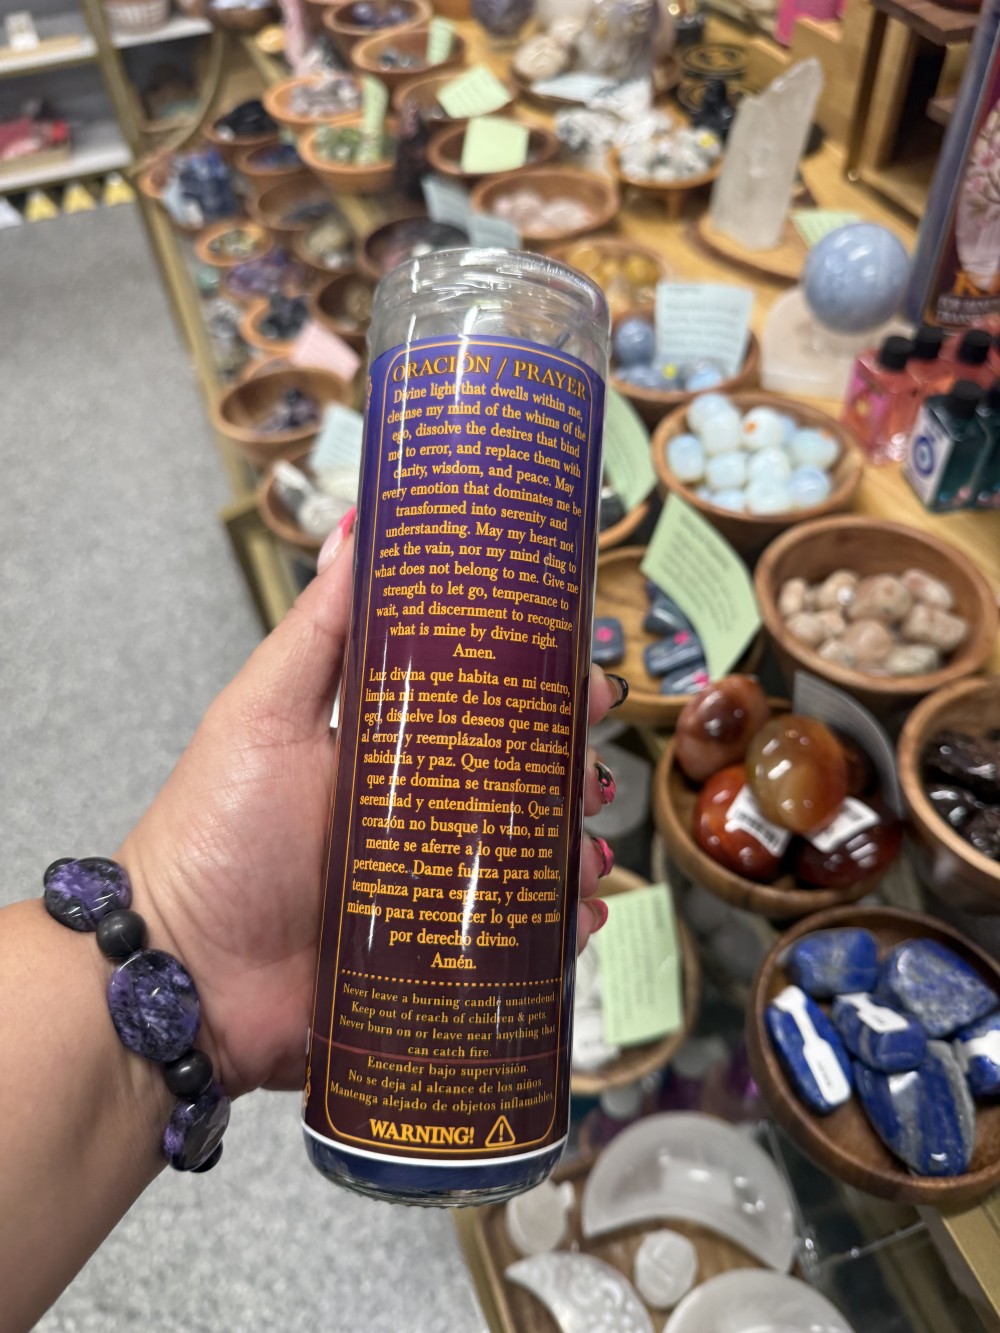 ORACIÓN / PRAYER
Divine light that dwells within me,
cleanse my mind of the whims of the
ego, dissolve the desires that bind
me to error, and replace them with
clarity, wisdom, and peace. May
every emotion that dominates me be
transformed into serenity and
understanding. May my heart not
seek the vain, nor my mind cling to
what does not belong to me. Give me
strength to let go, temperance to
wait, and discernment to recognize
what is mine by divine right.
Amen.
Luz divina que habita en mi centro,
limpia mi mente de los caprichos del
ego, disuelve los deseos que me atan
al error, y reemplázalos por claridad,
sabiduría y paz. Que toda emoción
que me domina se transforme en
serenidad y entendimiento. Que mi
corazón no busque lo vano, ni mi
mente se aferre a lo que no me
pertenece. Dame fuerza para soltar,
templanza para esperar, y discerni-
miento para reconocer lo que es mío
por derecho divino.
Amén.
Never leave a burning candle unattended
Keep out of reach of children & pets.
Never burn on or leave near anything that
can catch fire.
Encender bajo supervisión.
No se deja al alcance de los niños.
Mantenga alejado de objetos inflamables.
WARNING!